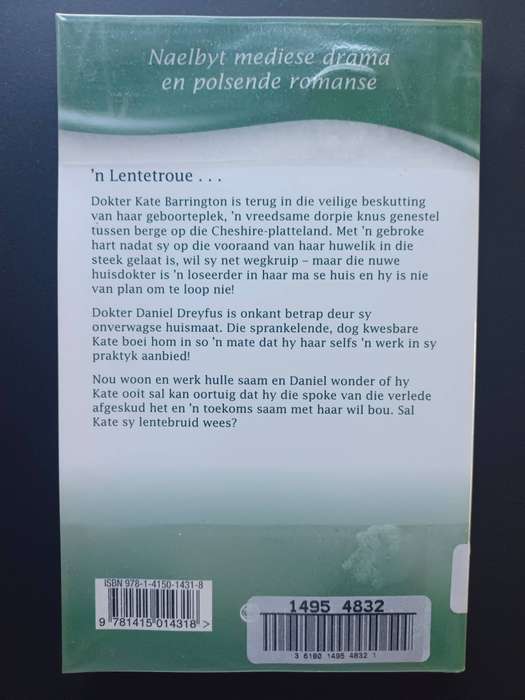 Naelbyt mediese drama
en polsende romanse
'n Lentetroue . . .
Dokter Kate Barrington is terug in die veilige beskutting
van haar geboorteplek, 'n vreedsame dorpie knus genestel
tussen berge op die Cheshire-platteland. Met 'n gebroke
hart nadat sy op die vooraand van haar huwelik in die
steek gelaat is, wil sy net wegkruip – maar die nuwe
huisdokter is 'n loseerder in haar ma se huis en hy is nie
van plan om te loop nie!
Dokter Daniel Dreyfus is onkant betrap deur sy
onverwagse huismaat. Die sprankelende, dog kwesbare
Kate boei hom in so 'n mate dat hy haar selfs 'n werk in sy
praktyk aanbied!
Nou woon en werk hulle saam en Daniel wonder of hy
Kate ooit sal kan oortuig dat hy die spoke van die verlede
afgeskud het en 'n toekoms saam met haar wil bou. Sal
Kate sy lentebruid wees?
ISBN 978-1-4150-1431-8
9 781415 014318 >
1495 4832
3 6180 1495 4832 1